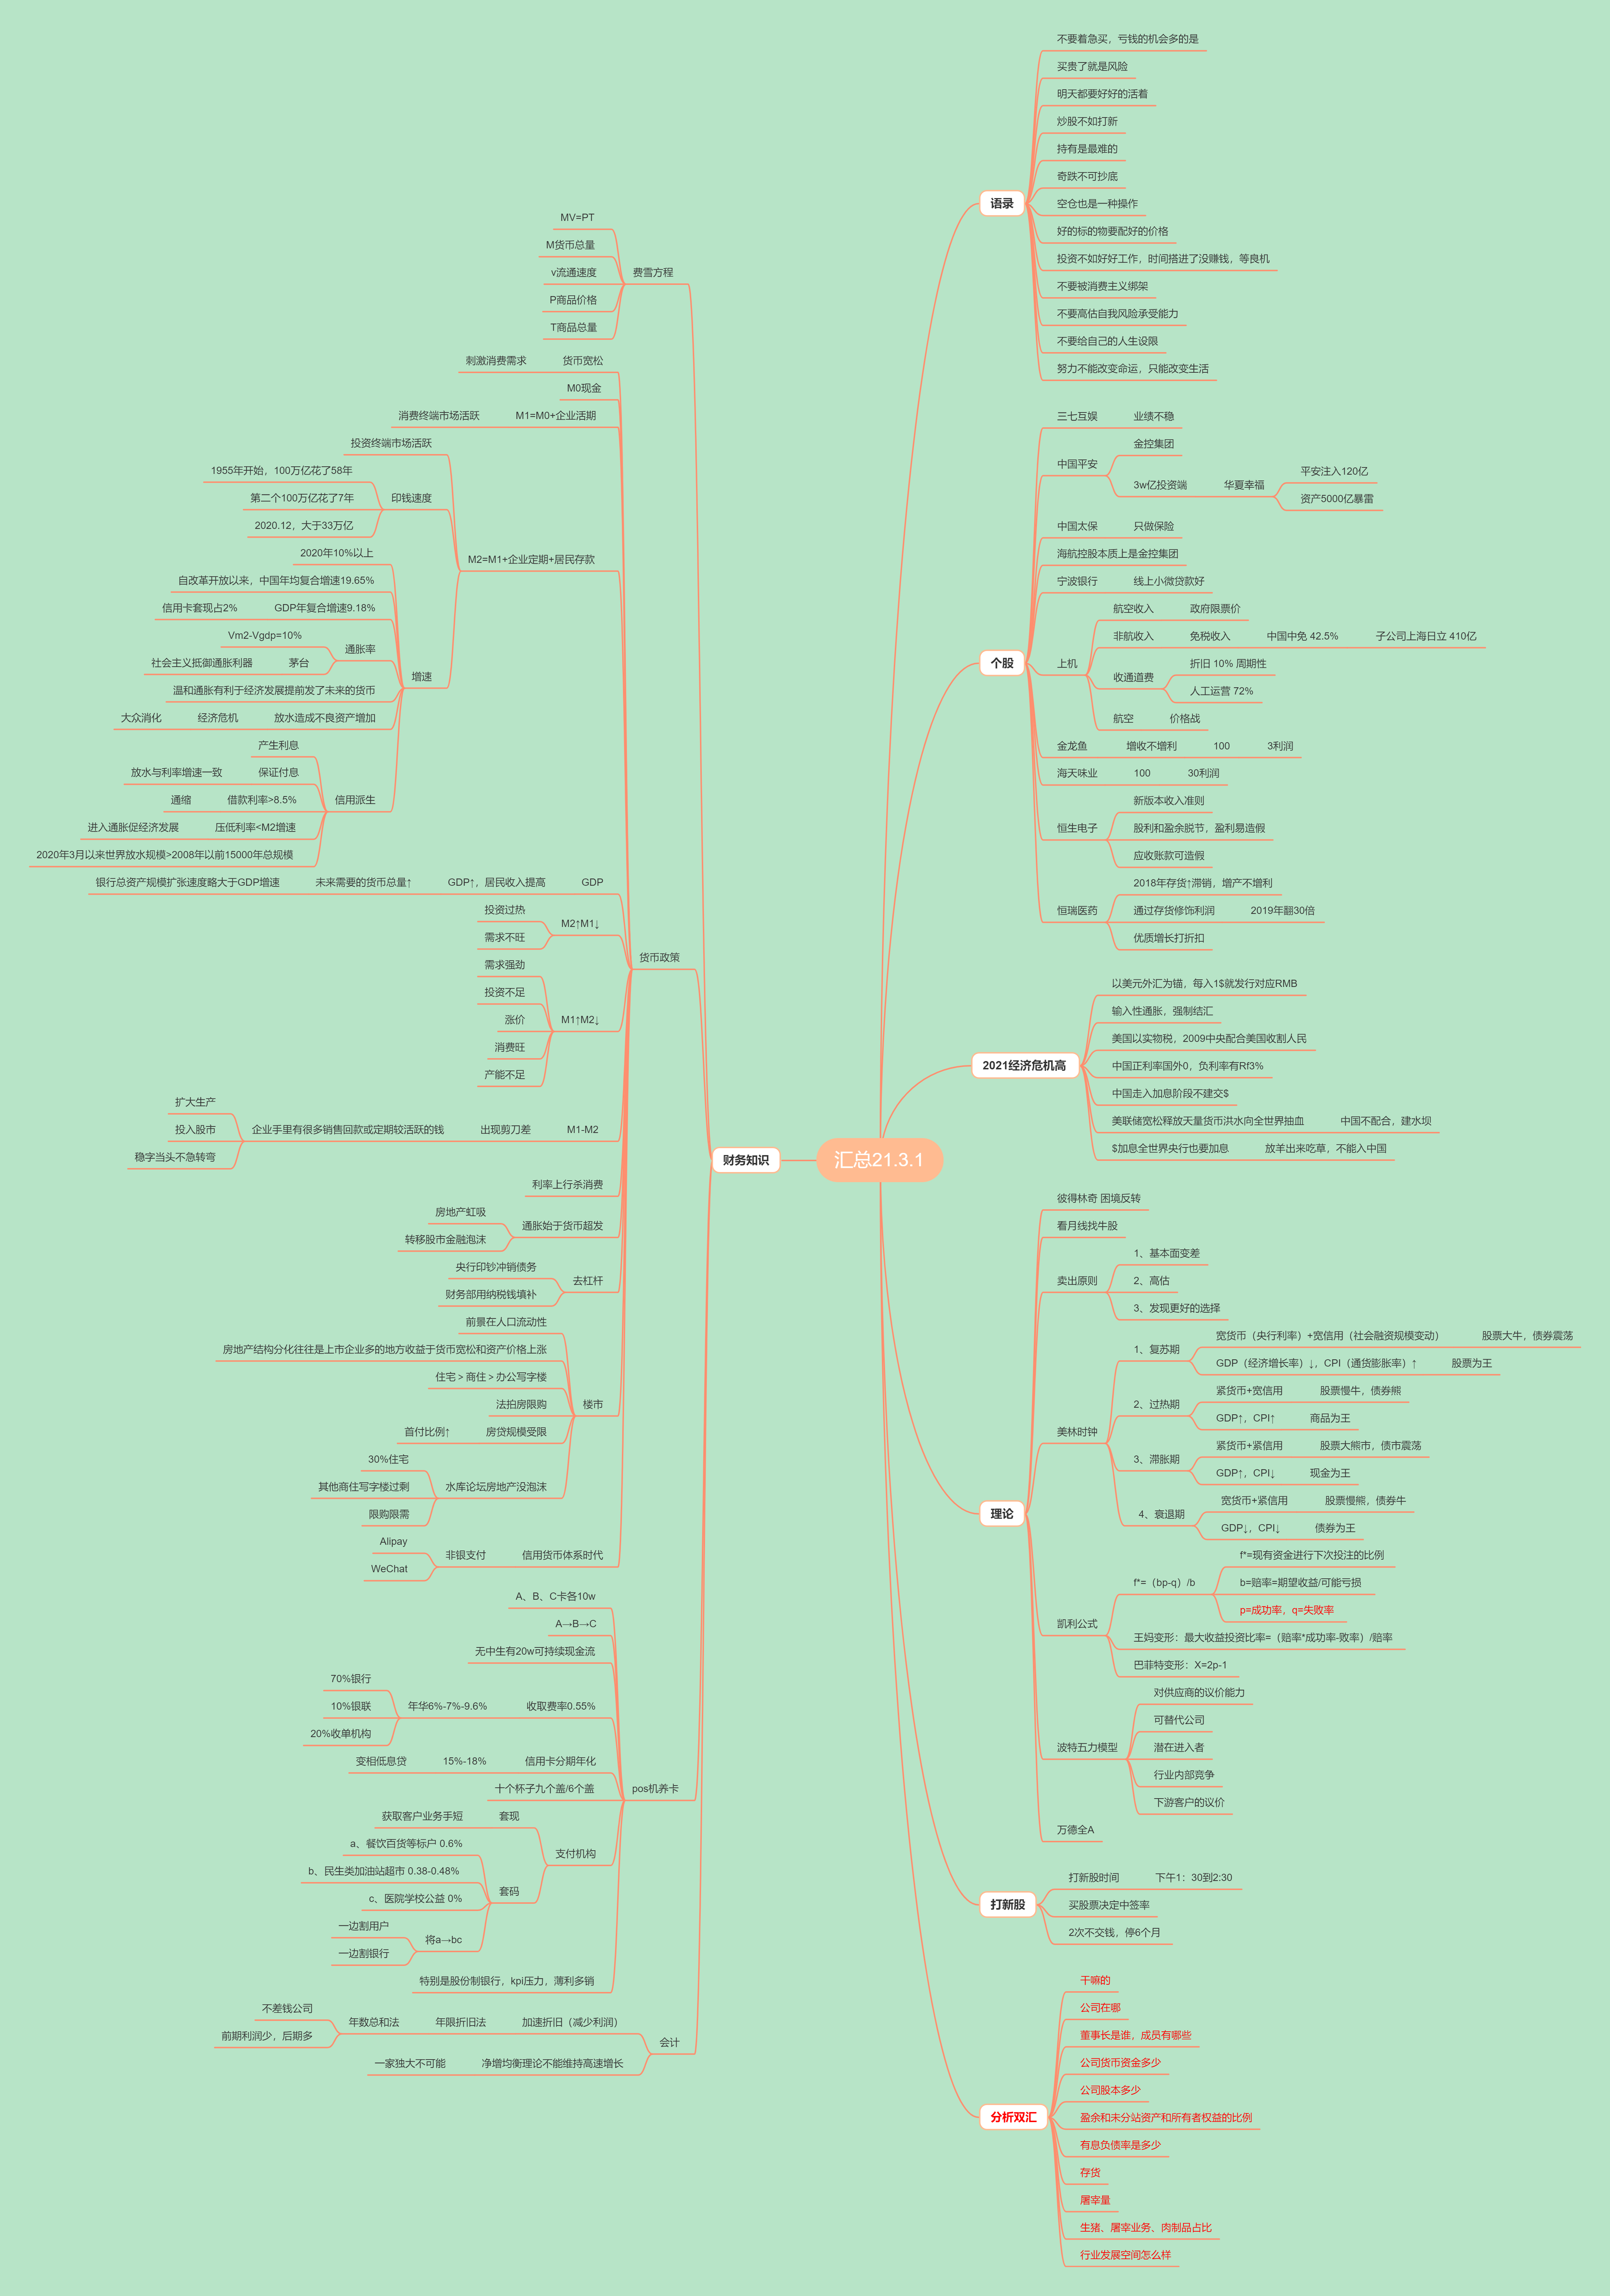 汇总21.3.1
语录
不要着急买，亏钱的机会多的是
买贵了就是风险
明天都要好好的活着
炒股不如打新
持有是最难的
奇跌不可抄底
空仓也是一种操作
好的标的物要配好的价格
投资不如好好工作，时间搭进了没赚钱，等良机
不要被消费主义绑架
不要高估自我风险承受能力
不要给自己的人生设限
努力不能改变命运，只能改变生活
个股
三七互娱
业绩不稳
中国平安
金控集团
3w亿投资端
华夏幸福
平安注入120亿
资产5000亿暴雷
中国太保
只做保险
海航控股本质上是金控集团
宁波银行
线上小微贷款好
上机
航空收入
政府限票价
非航收入
免税收入
中国中免 42.5%
子公司上海日立 410亿
收通道费
折旧 10% 周期性
人工运营 72%
航空
价格战
金龙鱼
增收不增利
100
3利润
海天味业
100
30利润
恒生电子
新版本收入准则
股利和盈余脱节，盈利易造假
应收账款可造假
恒瑞医药
2018年存货↑滞销，增产不增利
通过存货修饰利润
2019年翻30倍
优质增长打折扣
2021经济危机高
以美元外汇为锚，每入1$就发行对应RMB
输入性通胀，强制结汇
美国以实物税，2009中央配合美国收割人民
中国正利率国外0，负利率有Rf3%
中国走入加息阶段不建交$
美联储宽松释放天量货币洪水向全世界抽血
中国不配合，建水坝
$加息全世界央行也要加息
放羊出来吃草，不能入中国
理论
彼得林奇 困境反转
看月线找牛股
卖出原则
1、基本面变差
2、高估
3、发现更好的选择
美林时钟
1、复苏期
宽货币（央行利率）+宽信用（社会融资规模变动）
股票大牛，债券震荡
GDP（经济增长率）↓，CPI（通货膨胀率）↑
股票为王
2、过热期
紧货币+宽信用
股票慢牛，债券熊
GDP↑，CPI↑
商品为王
3、滞胀期
紧货币+紧信用
股票大熊市，债市震荡
GDP↑，CPI↓
现金为王
4、衰退期
宽货币+紧信用
股票慢熊，债券牛
GDP↓，CPI↓
债券为王
凯利公式
f*=（bp-q）/b
f*=现有资金进行下次投注的比例
b=赔率=期望收益/可能亏损
p=成功率，q=失败率
王妈变形：最大收益投资比率=（赔率*成功率-败率）/赔率
巴菲特变形：X=2p-1
波特五力模型
对供应商的议价能力
可替代公司
潜在进入者
行业内部竞争
下游客户的议价
万德全A
打新股
打新股时间
下午1：30到2:30
买股票决定中签率
2次不交钱，停6个月
分析双汇
干嘛的
公司在哪
董事长是谁，成员有哪些
公司货币资金多少
公司股本多少
盈余和未分站资产和所有者权益的比例
有息负债率是多少
存货
屠宰量
生猪、屠宰业务、肉制品占比
行业发展空间怎么样
财务知识
费雪方程
MV=PT
M货币总量
v流通速度
P商品价格
T商品总量
货币政策
货币宽松
刺激消费需求
M0现金
M1=M0+企业活期
消费终端市场活跃
M2=M1+企业定期+居民存款
投资终端市场活跃
印钱速度
1955年开始，100万亿花了58年
第二个100万亿花了7年
2020.12，大于33万亿
增速
2020年10%以上
自改革开放以来，中国年均复合增速19.65%
GDP年复合增速9.18%
信用卡套现占2%
通胀率
Vm2-Vgdp=10%
茅台
社会主义抵御通胀利器
温和通胀有利于经济发展提前发了未来的货币
放水造成不良资产增加
经济危机
大众消化
信用派生
产生利息
保证付息
放水与利率增速一致
借款利率>8.5%
通缩
压低利率<M2增速
进入通胀促经济发展
2020年3月以来世界放水规模>2008年以前15000年总规模
GDP
GDP↑，居民收入提高
未来需要的货币总量↑
银行总资产规模扩张速度略大于GDP增速
M2↑M1↓
投资过热
需求不旺
M1↑M2↓
需求强劲
投资不足
涨价
消费旺
产能不足
M1-M2
出现剪刀差
企业手里有很多销售回款或定期较活跃的钱
扩大生产
投入股市
稳字当头不急转弯
利率上行杀消费
通胀始于货币超发
房地产虹吸
转移股市金融泡沫
去杠杆
央行印钞冲销债务
财务部用纳税钱填补
楼市
前景在人口流动性
房地产结构分化往往是上市企业多的地方收益于货币宽松和资产价格上涨
住宅＞商住＞办公写字楼
法拍房限购
房贷规模受限
首付比例↑
水库论坛房地产没泡沫
30%住宅
其他商住写字楼过剩
限购限需
信用货币体系时代
非银支付
Alipay
WeChat
pos机养卡
A、B、C卡各10w
A→B→C
无中生有20w可持续现金流
收取费率0.55%
年华6%-7%-9.6%
70%银行
10%银联
20%收单机构
信用卡分期年化
15%-18%
变相低息贷
十个杯子九个盖/6个盖
支付机构
套现
获取客户业务手短
套码
a、餐饮百货等标户 0.6%
b、民生类加油站超市 0.38-0.48%
c、医院学校公益 0%
将a→bc
一边割用户
一边割银行
特别是股份制银行，kpi压力，薄利多销
会计
加速折旧（减少利润）
年限折旧法
年数总和法
不差钱公司
前期利润少，后期多
净增均衡理论不能维持高速增长
一家独大不可能